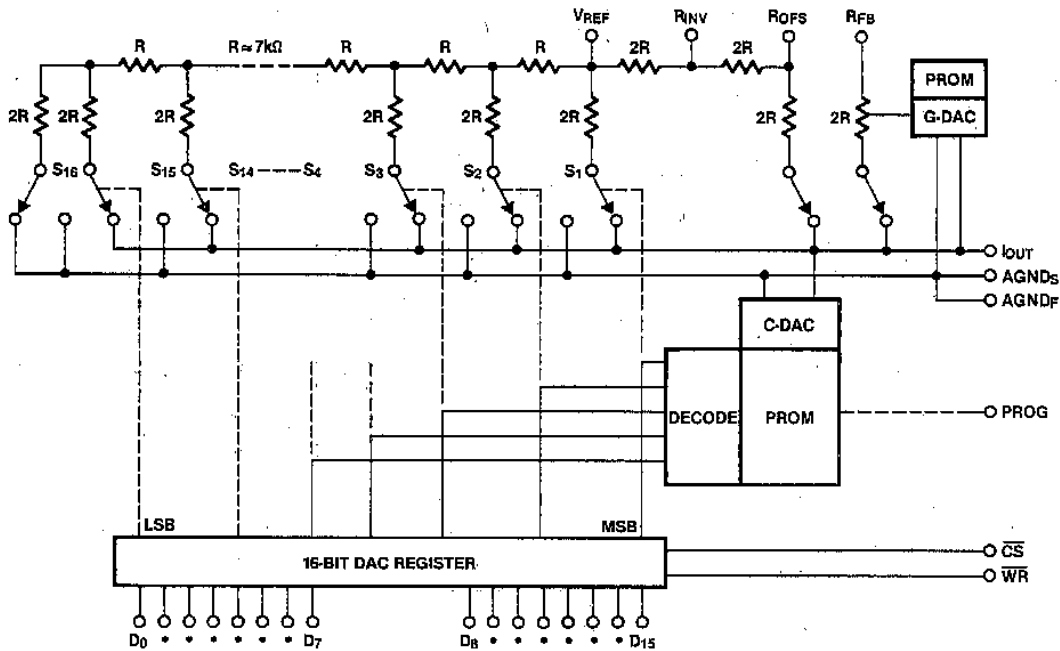 VREF RINV ROFS RFB
R R ≈ 7kΩ R R R 2R 2R
PROM
G-DAC
2R 2R 2R 2R 2R 2R 2R 2R
S16 S15 S14 S4 S3 S2 S1
IOUT
AGNDS
AGNDF
C-DAC
DECODE PROM
PROG
LSB MSB
16-BIT DAC REGISTER
CS
WR
D0 D7 D8 D15